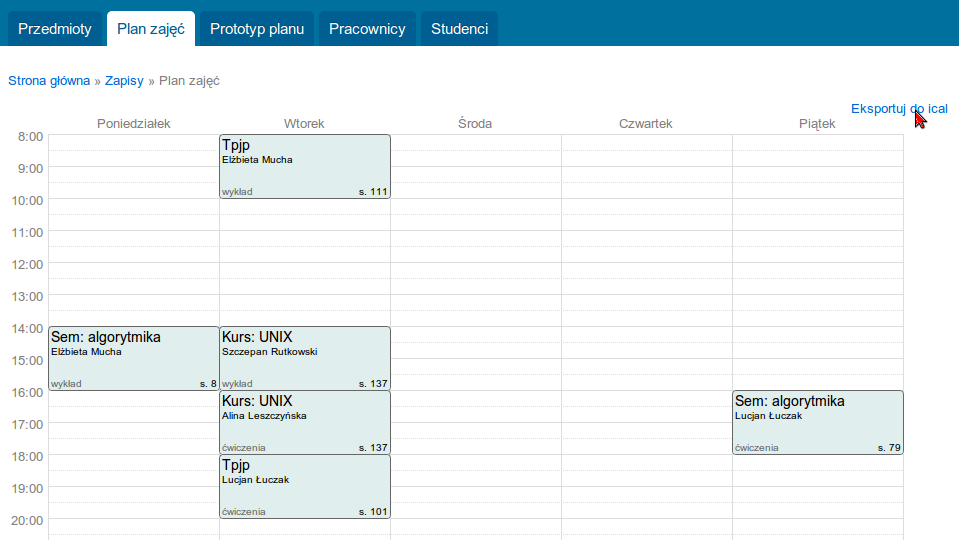 Przedmioty Plan zajęć Prototyp planu Pracownicy Studenci
Strona główna » Zapisy » Plan zajęć
Eksportuj do ical
Poniedziałek Wtorek Środa Czwartek Piątek
8:00
Tpjp
Elżbieta Mucha
9:00
wykład s. 111
10:00
11:00
12:00
13:00
14:00
Sem: algorytmika Kurs: UNIX
Elżbieta Mucha Szczepan Rutkowski
15:00
wykład s. 8 wykład s. 137
16:00
Kurs: UNIX Sem: algorytmika
Alina Leszczyńska Lucjan Łuczak
17:00
ćwiczenia s. 137 ćwiczenia s. 79
18:00
Tpjp
Lucjan Łuczak
19:00
ćwiczenia s. 101
20:00